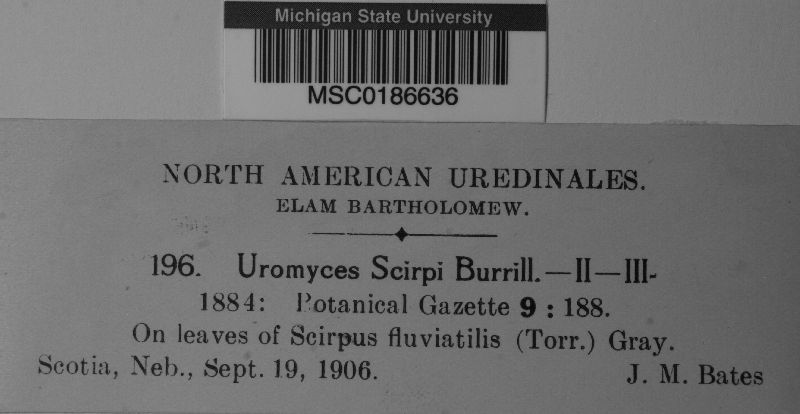 Michigan State University
MSC0186636
NORTH AMERICAN UREDINALES.
ELAM BARTHOLOMEW.
196. Uromyces Scirpi Burrill.—II—III-
1884: Botanical Gazette 9 : 188.
On leaves of Scirpus fluviatilis (Torr.) Gray.
Scotia, Neb., Sept. 19, 1906. J. M. Bates